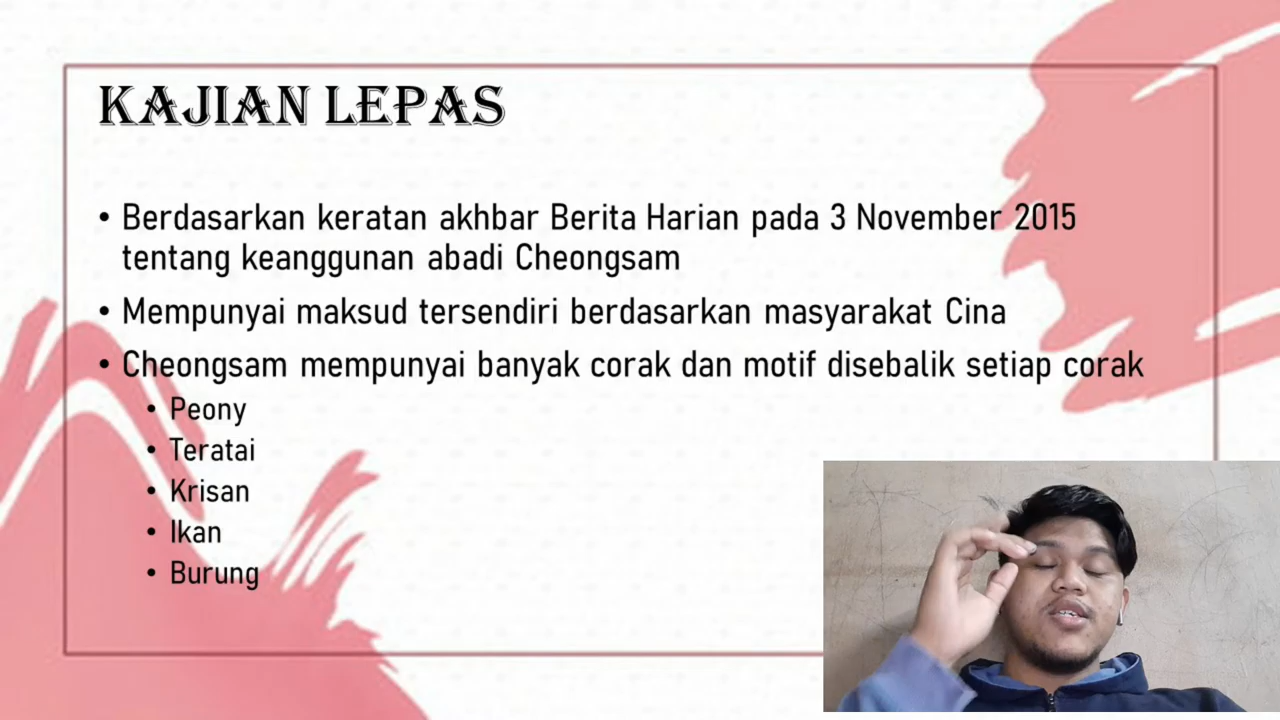 KAJIAN LEPAS
• Berdasarkan keratan akhbar Berita Harian pada 3 November 2015
tentang keanggunan abadi Cheongsam
• Mempunyai maksud tersendiri berdasarkan masyarakat Cina
• Cheongsam mempunyai banyak corak dan motif disebalik setiap corak
• Peony
• Teratai
• Krisan
• Ikan
• Burung